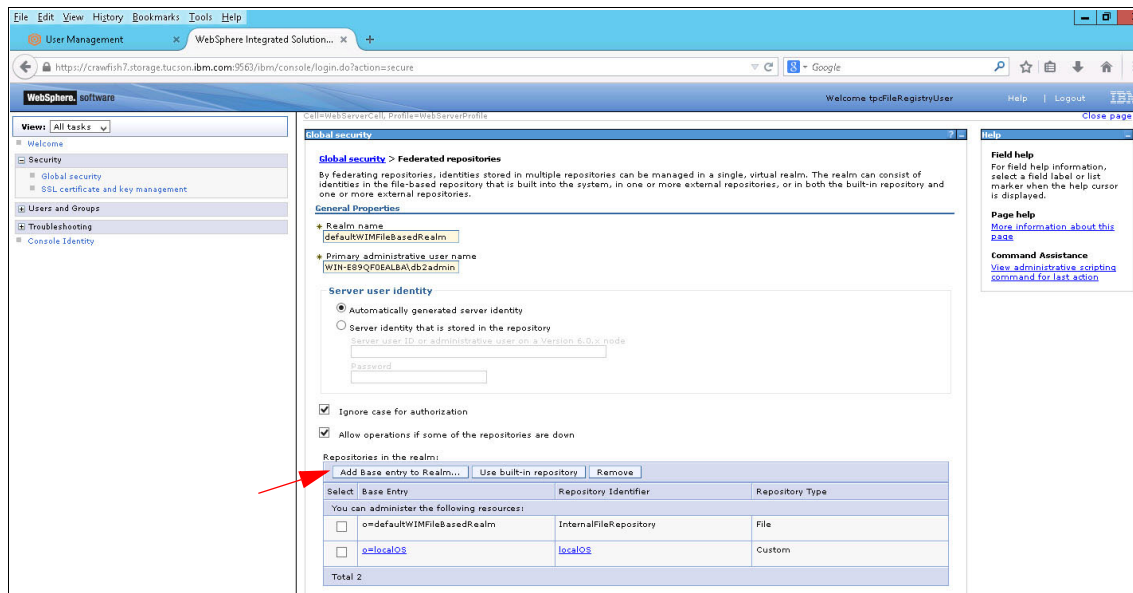 File Edit View History Bookmarks Tools Help
User Management
WebSphere Integrated Solution...
https://crawfish7.storage.tucson.ibm.com:9563/ibm/console/login.do?action=secure
Google
WebSphere. software
Welcome tpcFileRegistryUser
Help | Logout
IBM
View: All tasks
Welcome
Security
Global security
SSL certificate and key management
Users and Groups
Troubleshooting
Console Identity
Cell=WebServerCell, Profile=WebServerProfile
Close page
Global security
Global security > Federated repositories
By federating repositories, identities stored in multiple repositories can be managed in a single, virtual realm. The realm can consist of
identities in the file-based repository that is built into the system, in one or more external repositories, or in both the built-in repository and
one or more external repositories.
General Properties
Realm name
defaultWIMFileBasedRealm
Primary administrative user name
WIN-E89QF0EALBA\db2admin
Server user identity
Automatically generated server identity
Server identity that is stored in the repository
Server user ID or administrative user on a Version 6.0.x node
Password
Ignore case for authorization
Allow operations if some of the repositories are down
Repositories in the realm:
Add Base entry to Realm... Use built-in repository Remove
Select Base Entry Repository Identifier Repository Type
You can administer the following resources:
o=defaultWIMFileBasedRealm InternalFileRepository File
o=localOS localOS Custom
Total 2
Help
Field help
For field help information,
select a field label or list
marker when the help cursor
is displayed.
Page help
More information about this
page
Command Assistance
View administrative scripting
command for last action